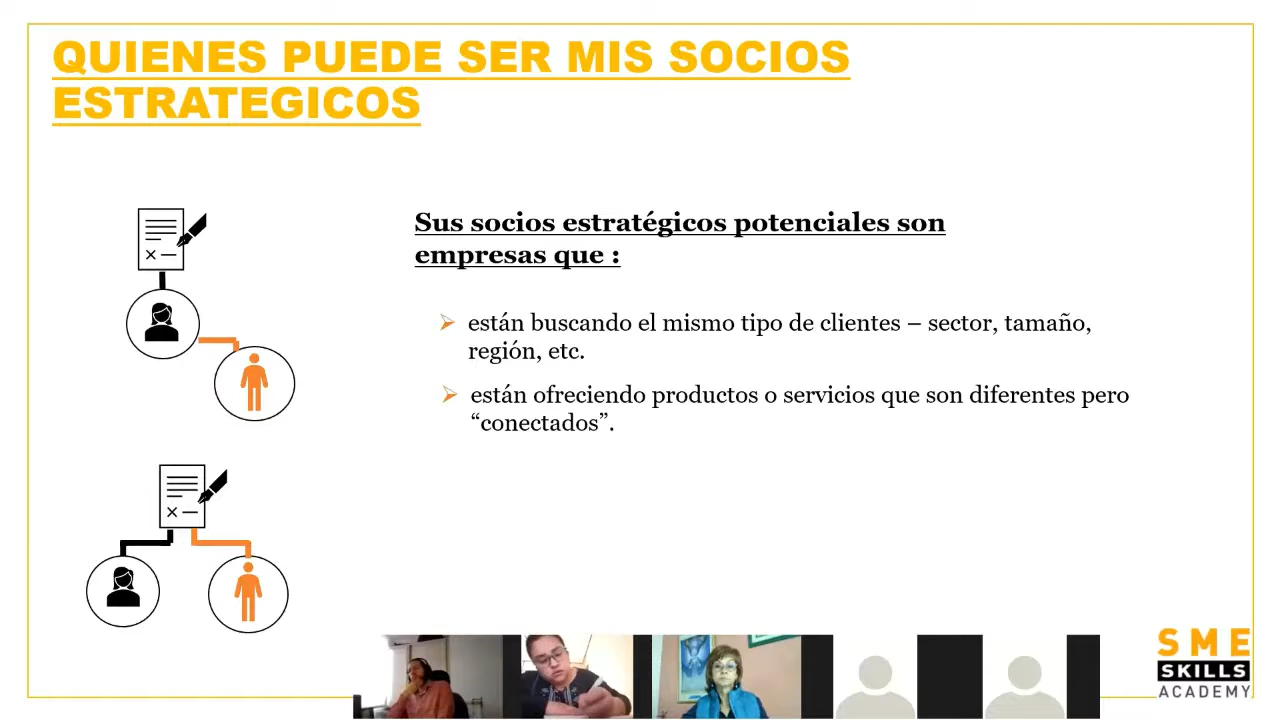 QUIENES PUEDE SER MIS SOCIOS
ESTRATEGICOS
Sus socios estratégicos potenciales son
empresas que :
están buscando el mismo tipo de clientes – sector, tamaño,
región, etc.
están ofreciendo productos o servicios que son diferentes pero
“conectados”.
SME
SKILLS
ACADEMY